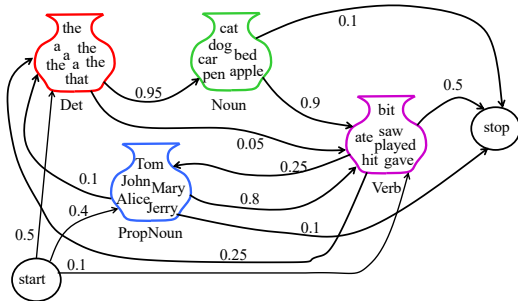 the
a the
a a the
the
that
Det
0.95
cat
dog
car bed
pen apple
Noun
0.1
0.9
0.5
bit
ate saw
played
hit gave
Verb
stop
0.05
0.25
Tom
John Mary
Alice
Jerry
PropNoun
0.1
0.8
0.1
0.4
0.5
0.25
0.1
start